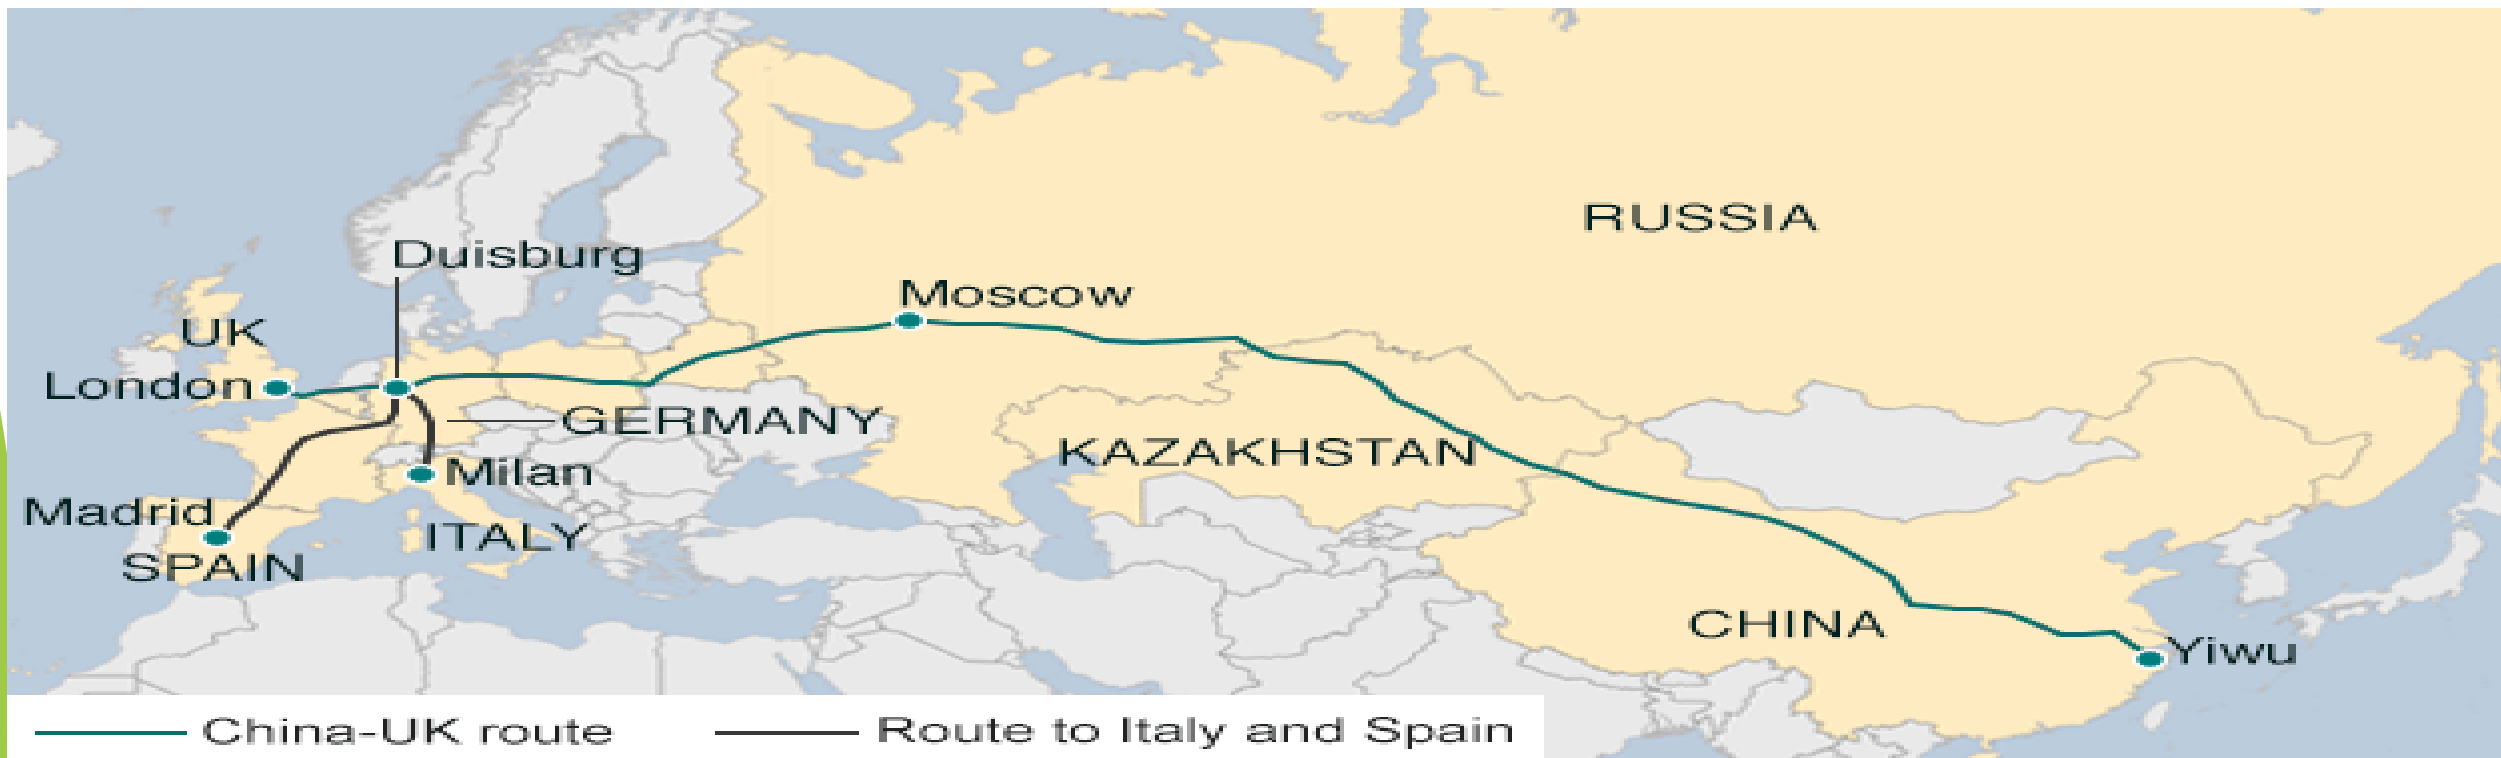 RUSSIA
Duisburg
Moscow
UK
London
GERMANY
KAZAKHSTAN
Milan
Madrid
ITALY
SPAIN
CHINA
Yiwu
China-UK route
Route to Italy and Spain